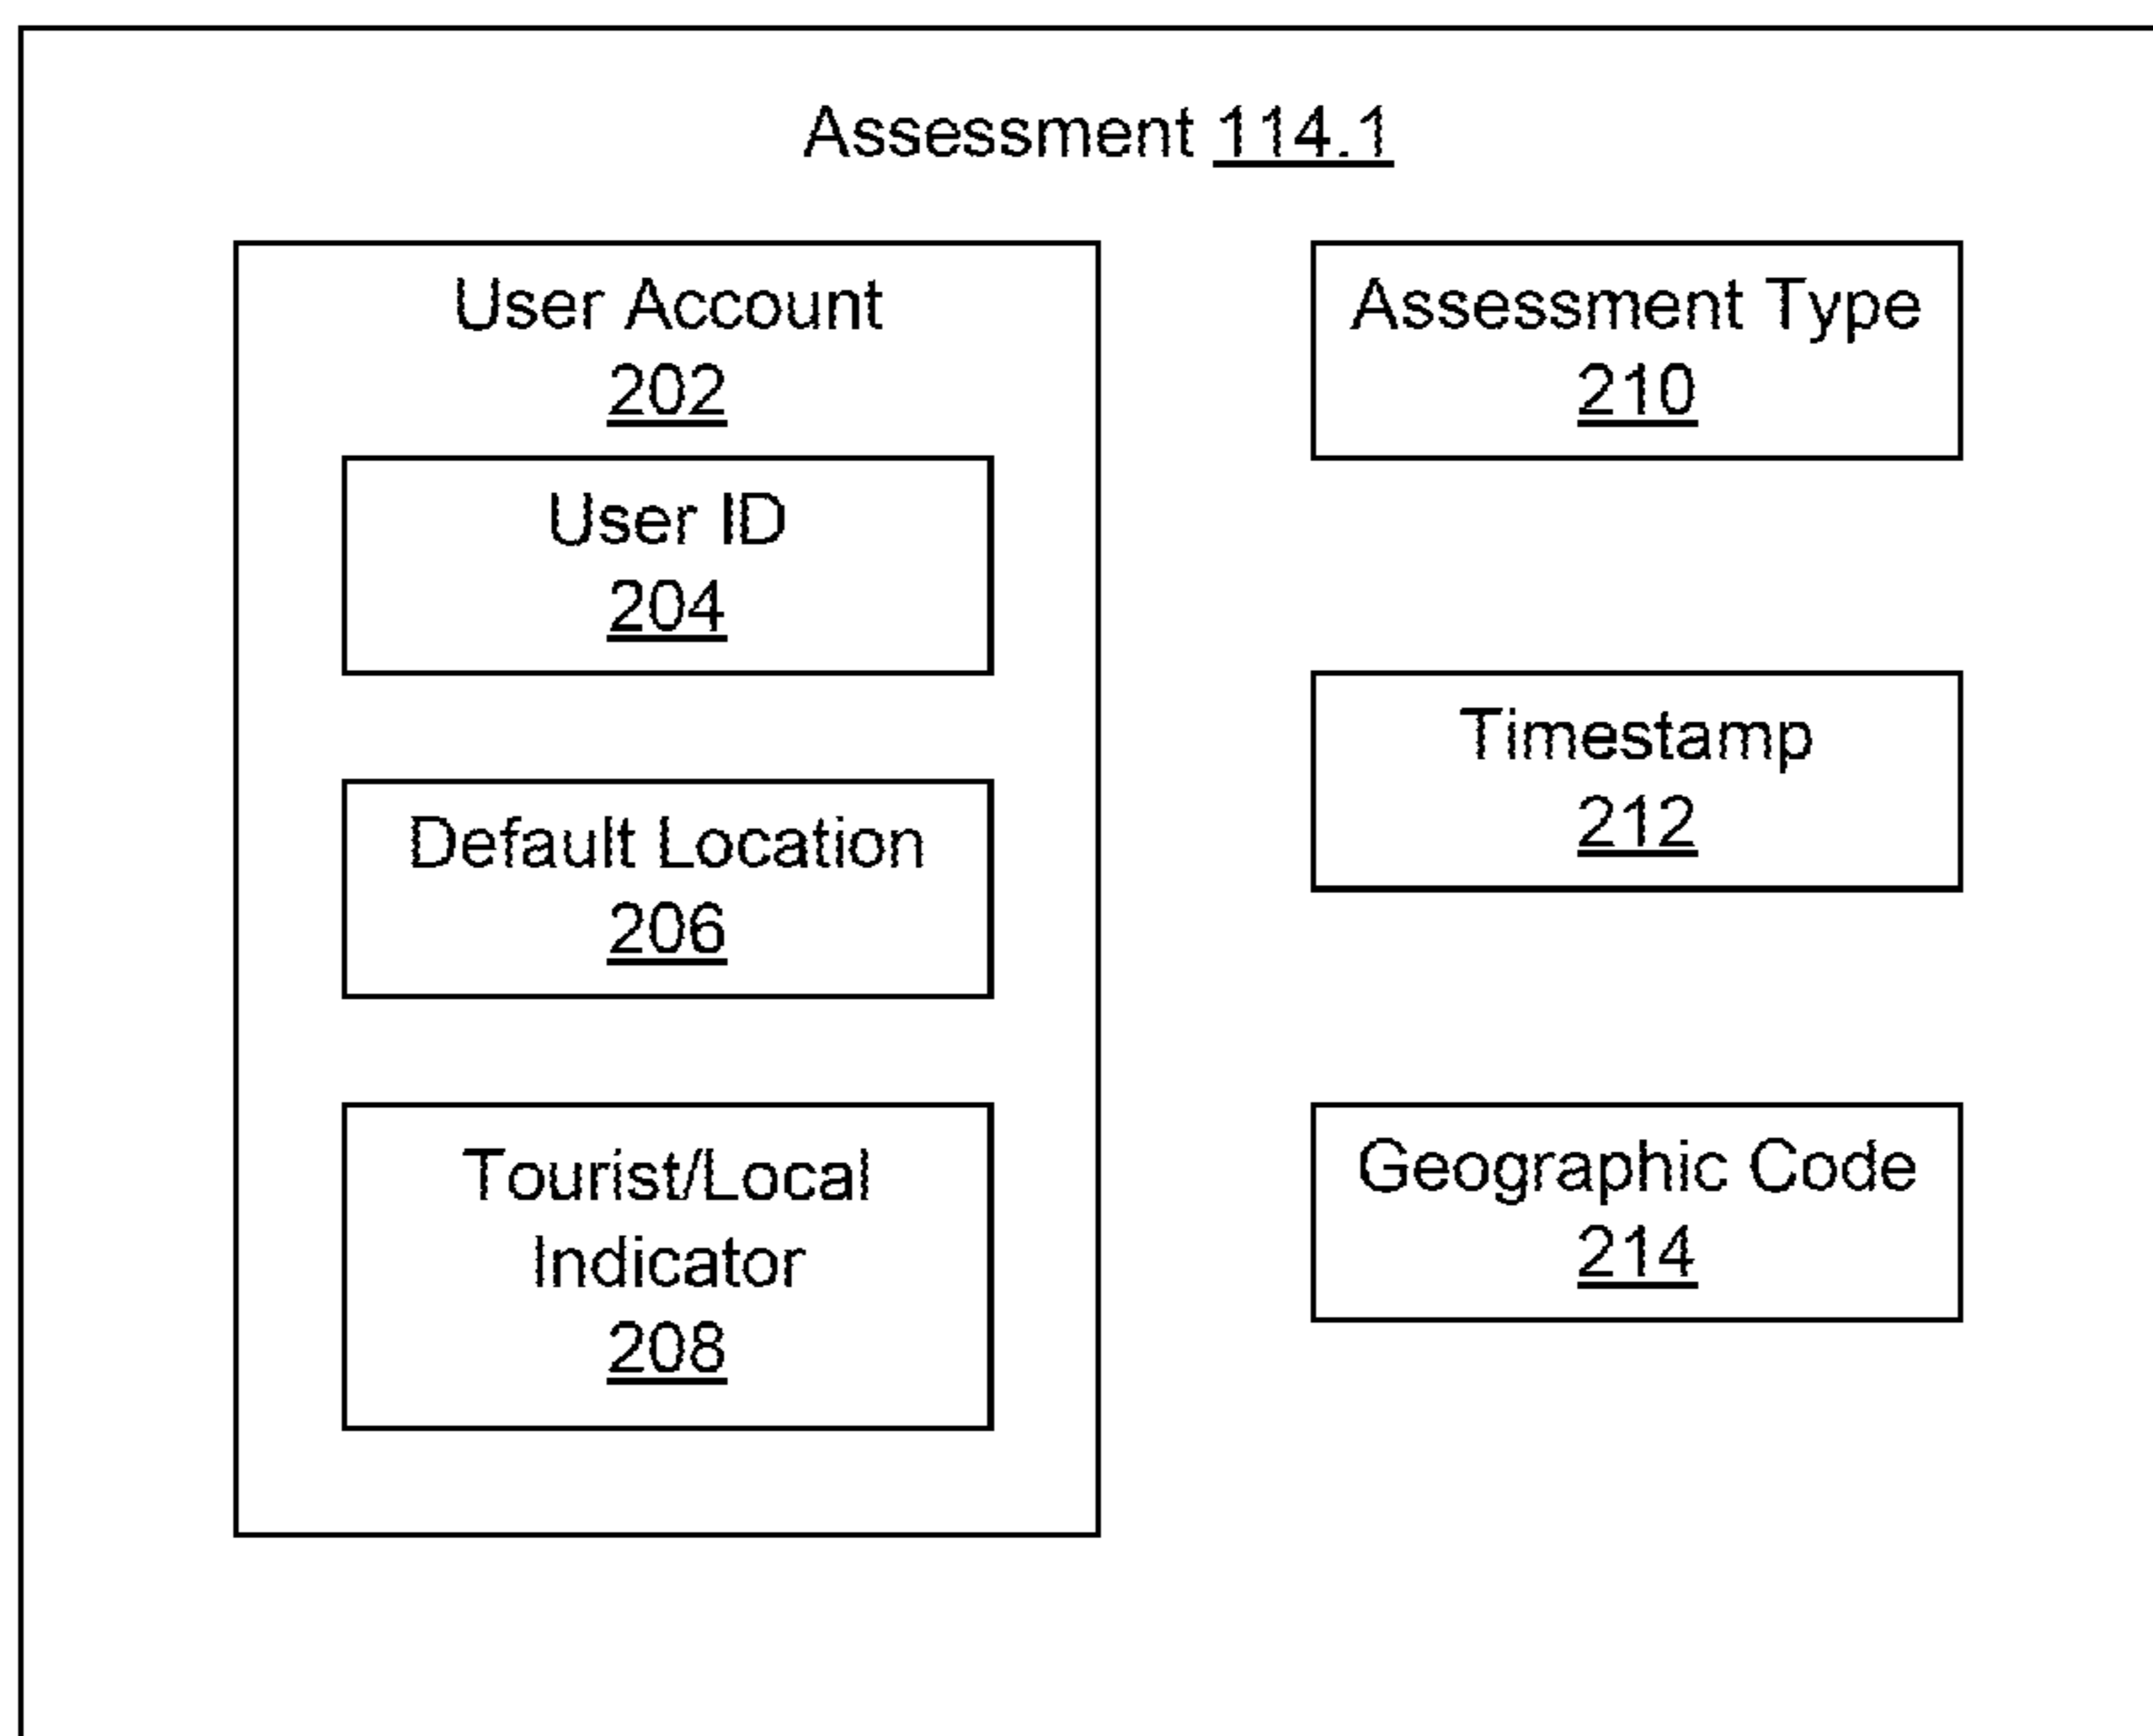 Assessment 114.1
User Account
202
User ID
204
Default Location
206
Tourist/Local
Indicator
208
Assessment Type
210
Timestamp
212
Geographic Code
214